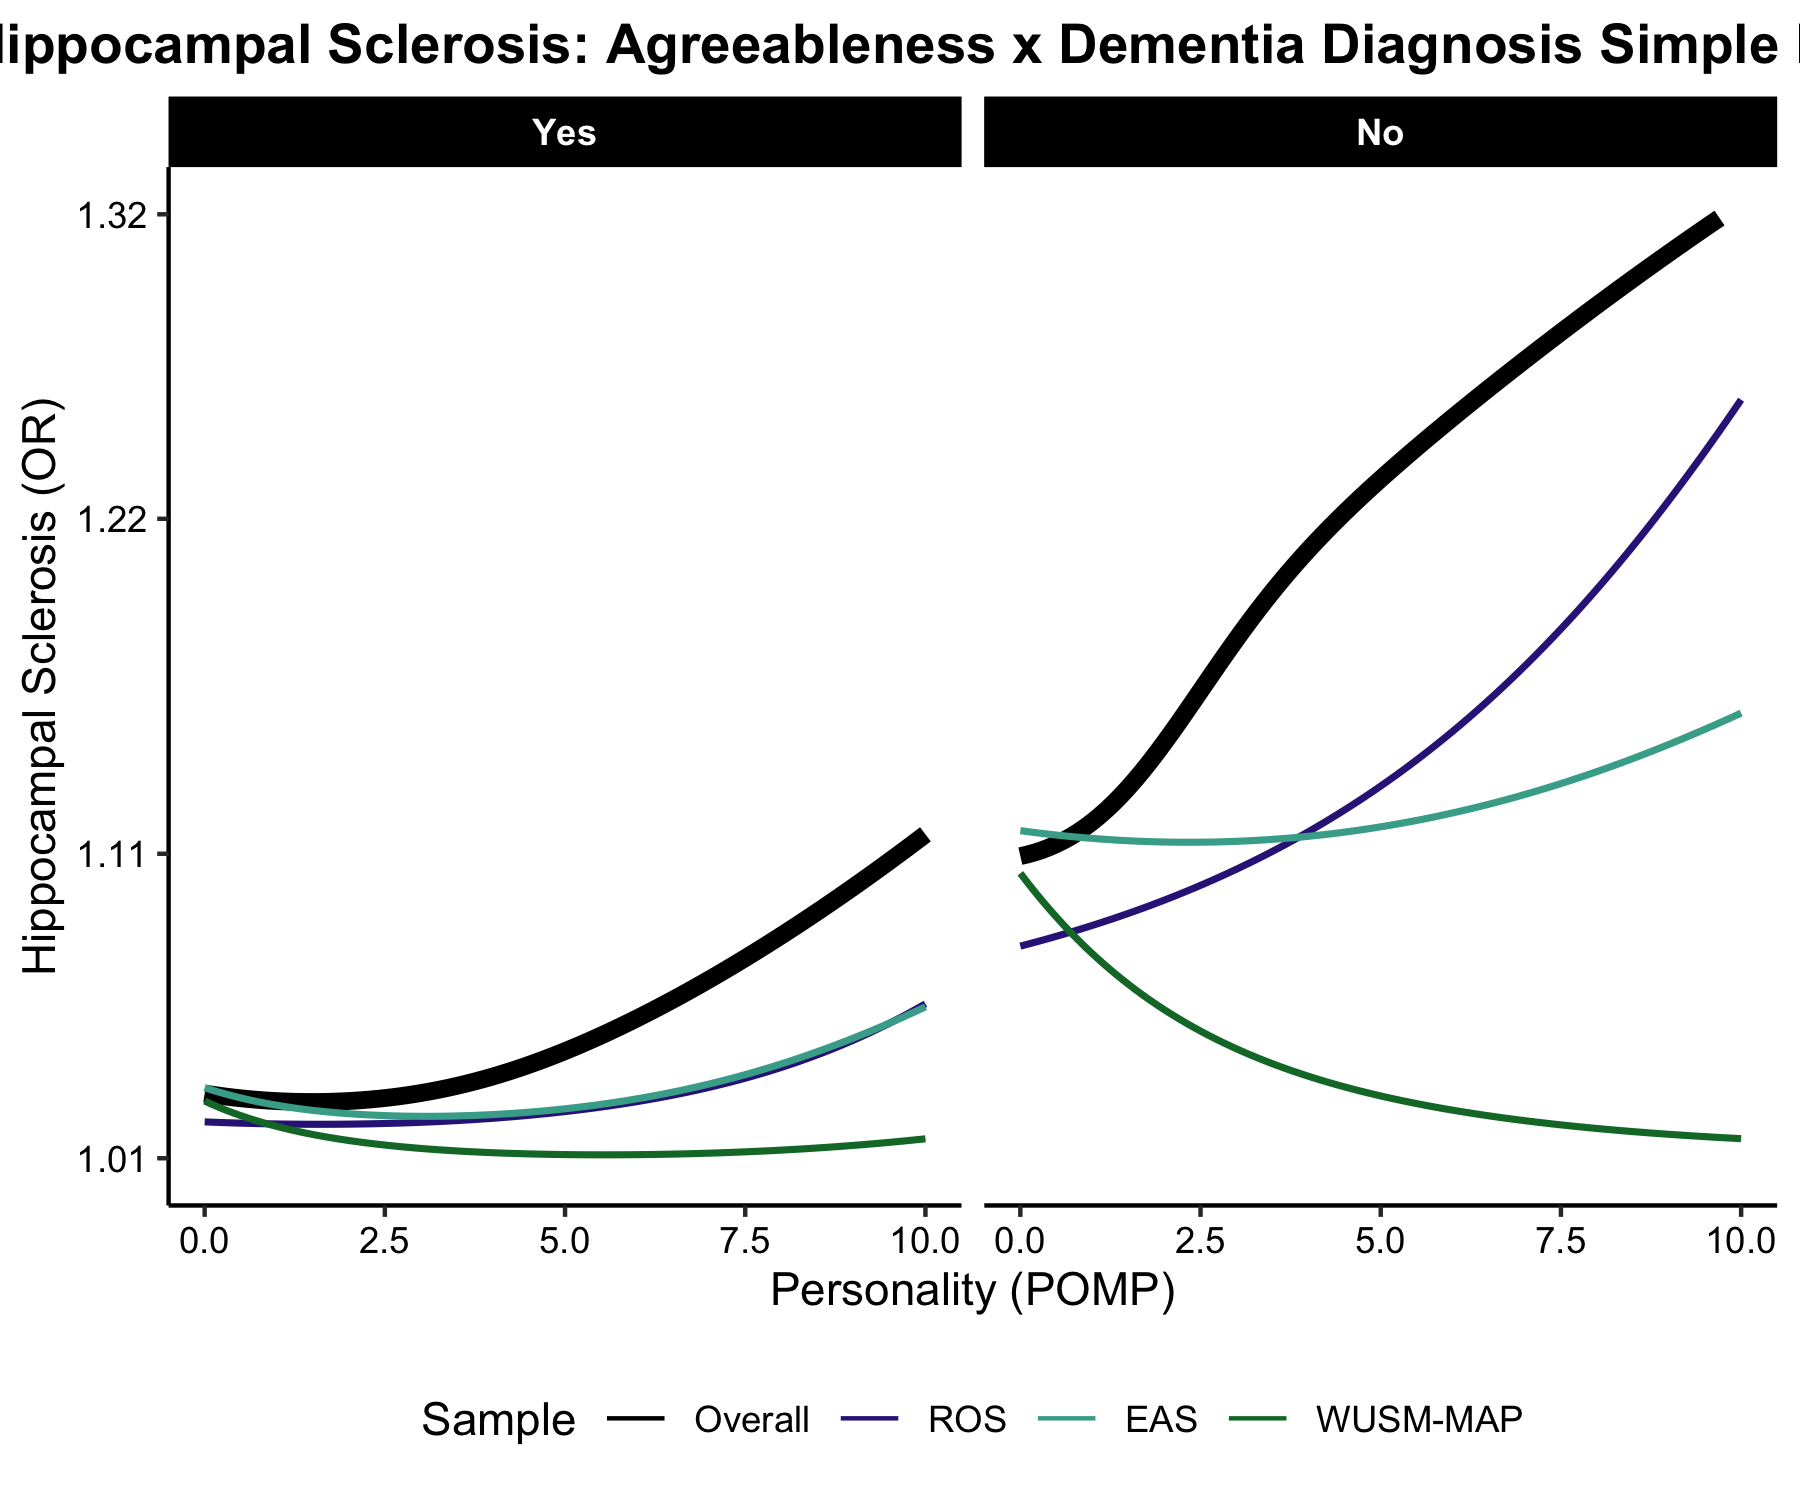 ippocampal Sclerosis: Agreeableness x Dementia Diagnosis Simple
Yes No
1.32
1.22
1.11
1.01
Hippocampal Sclerosis (OR)
0.0 2.5 5.0 7.5 10.0 0.0 2.5 5.0 7.5 10.0
Personality (POMP)
Sample Overall ROS EAS WUSM-MAP